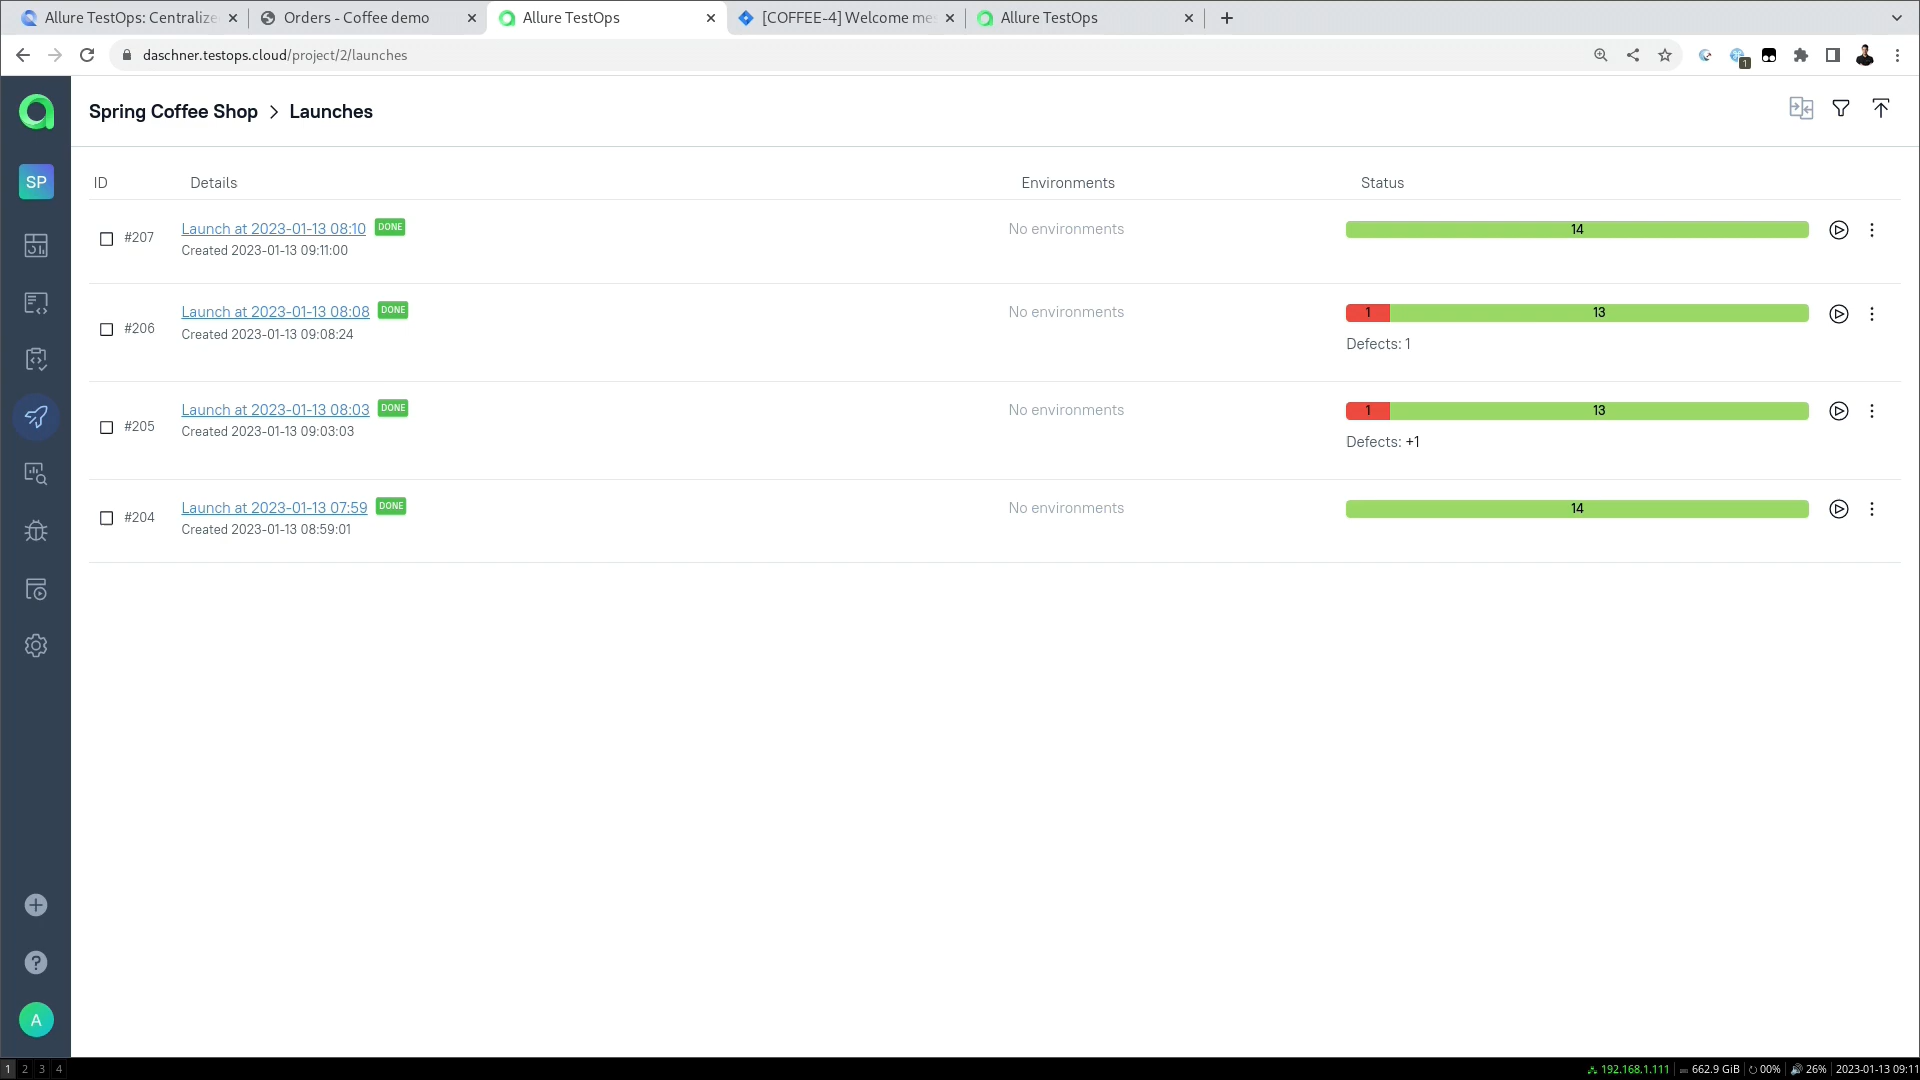 Allure TestOps: Centralize
Orders - Coffee demo
Allure TestOps
[COFFEE-4] Welcome me
Allure TestOps
daschner.testops.cloud/project/2/launches
1
Spring Coffee Shop > Launches
SP
ID Details Environments Status
#207 Launch at 2023-01-13 08:10 DONE No environments 14
Created 2023-01-13 09:11:00
#206 Launch at 2023-01-13 08:08 DONE No environments 1 13
Created 2023-01-13 09:08:24
Defects: 1
#205 Launch at 2023-01-13 08:03 DONE No environments 1 13
Created 2023-01-13 09:03:03
Defects: +1
#204 Launch at 2023-01-13 07:59 DONE No environments 14
Created 2023-01-13 08:59:01
A
1 2 3 4
192.168.1.111 662.9 GiB 00% 26% 2023-01-13 09:11